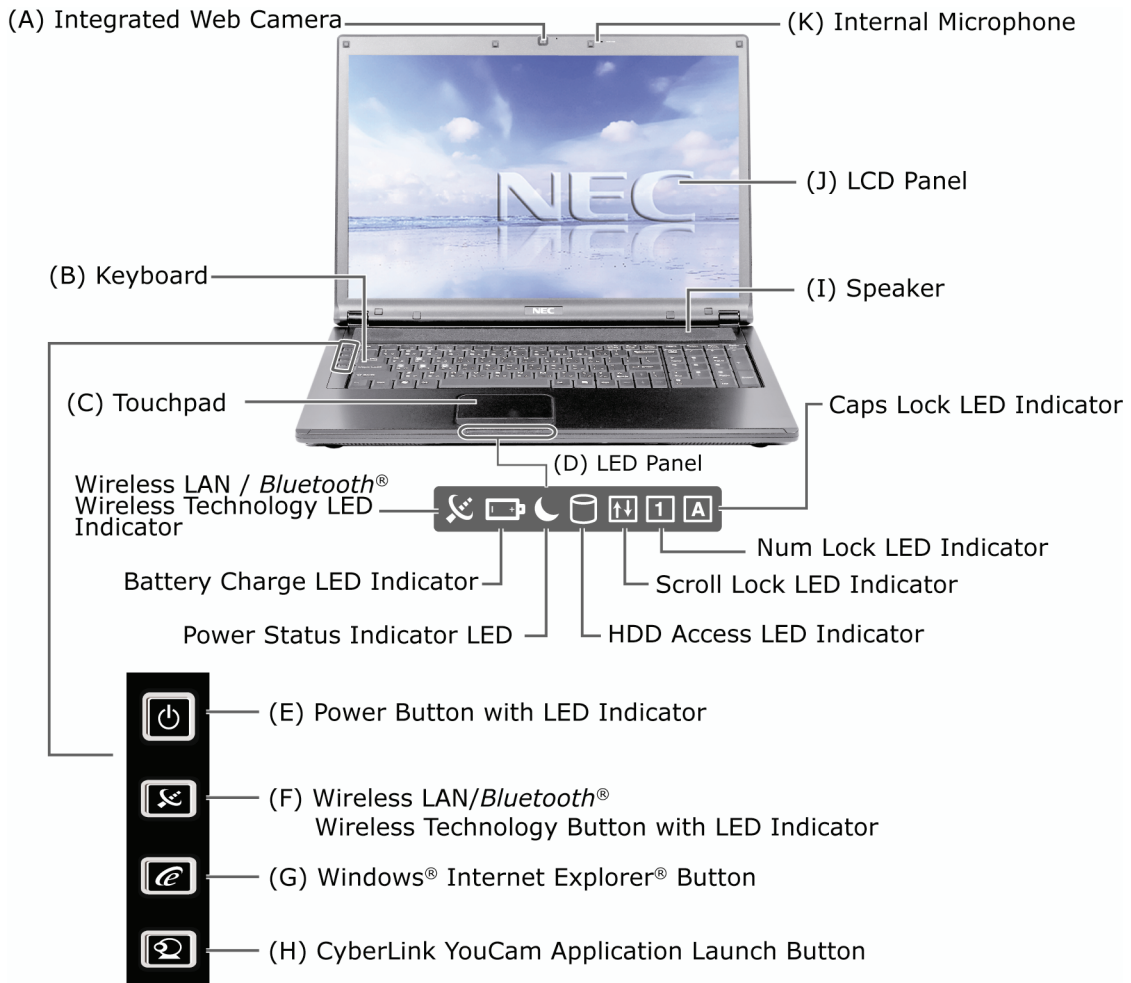 (A) Integrated Web Camera
(K) Internal Microphone
NEC
(J) LCD Panel
(B) Keyboard
(I) Speaker
NEC
(C) Touchpad
Caps Lock LED Indicator
(D) LED Panel
Wireless LAN / Bluetooth®
Wireless Technology LED
Indicator
1
A
Num Lock LED Indicator
Battery Charge LED Indicator
Scroll Lock LED Indicator
Power Status Indicator LED
HDD Access LED Indicator
(E) Power Button with LED Indicator
(F) Wireless LAN/Bluetooth®
Wireless Technology Button with LED Indicator
(G) Windows® Internet Explorer® Button
(H) CyberLink YouCam Application Launch Button